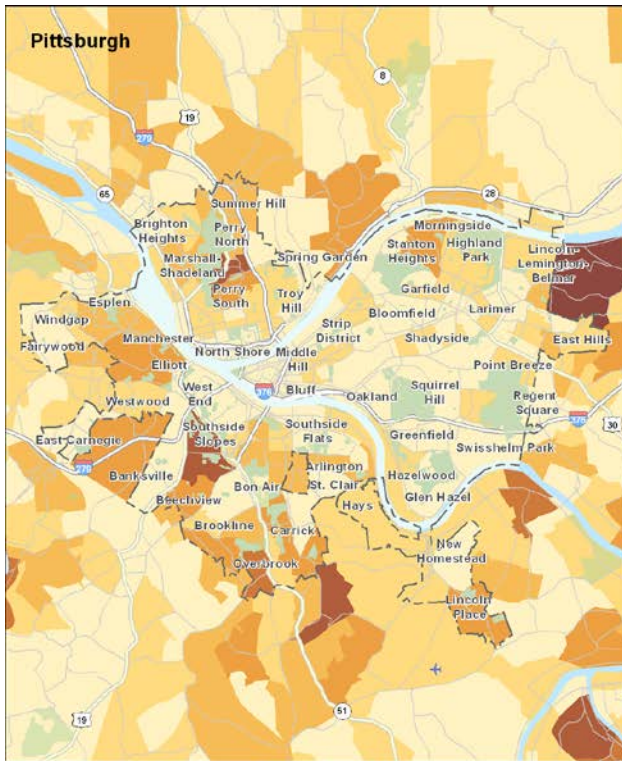 Pittsburgh
8
19
279
65
28
Summer Hill
Brighton
Heights
Perry
North
Morningside
Marshall-
Shadeland
Spring Garden
Stanton
Heights
Highland
Park
Lincoln-
Lemington-
Belmar
Perry
South
Troy
Hill
Garfield
Esplen
Bloomfield
Larimer
Windgap
Manchester
Strip
District
Shadyside
East Hills
Fairywood
North Shore
Middle
Hill
Elliott
Point Breeze
West
End
376
Bluff
Oakland
Squirrel
Hill
Regent
Square
Westwood
376
30
Southside
Slopes
Southside
Flats
Greenfield
East Carnegie
Swisshelm Park
279
Banksville
Arlington
St. Clair
Hazelwood
Bon Air
Glen Hazel
Beechview
Hays
Brookline
Carrick
New
Homestead
Overbrook
Lincoln
Place
19
51